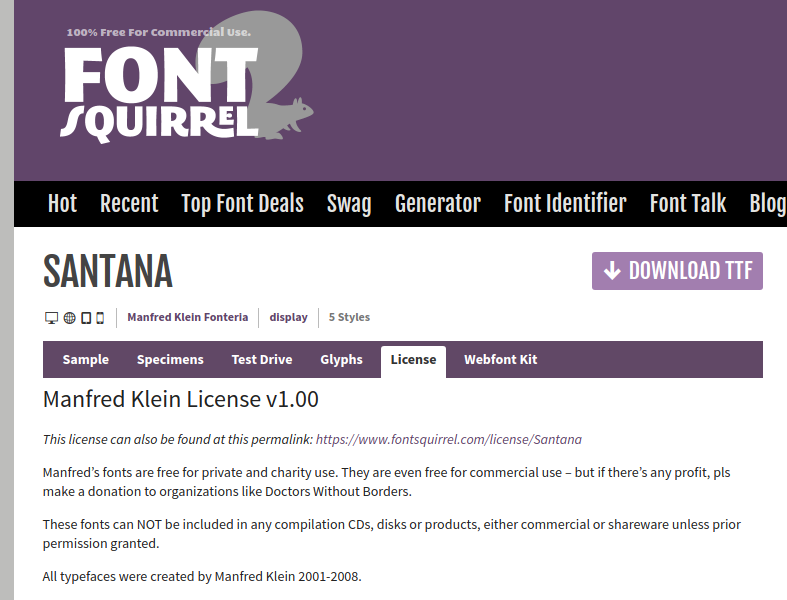 100% Free For Commercial Use.
FONT
SQUIRREL
Hot Recent Top Font Deals Swag Generator Font Identifier Font Talk Blog
SANTANA
DOWNLOAD TTF
Manfred Klein Fonteria display 5 Styles
Sample Specimens Test Drive Glyphs License Webfont Kit
Manfred Klein License v1.00
This license can also be found at this permalink: https://www.fontsquirrel.com/license/Santana
Manfred’s fonts are free for private and charity use. They are even free for commercial use – but if there’s any profit, pls
make a donation to organizations like Doctors Without Borders.
These fonts can NOT be included in any compilation CDs, disks or products, either commercial or shareware unless prior
permission granted.
All typefaces were created by Manfred Klein 2001-2008.